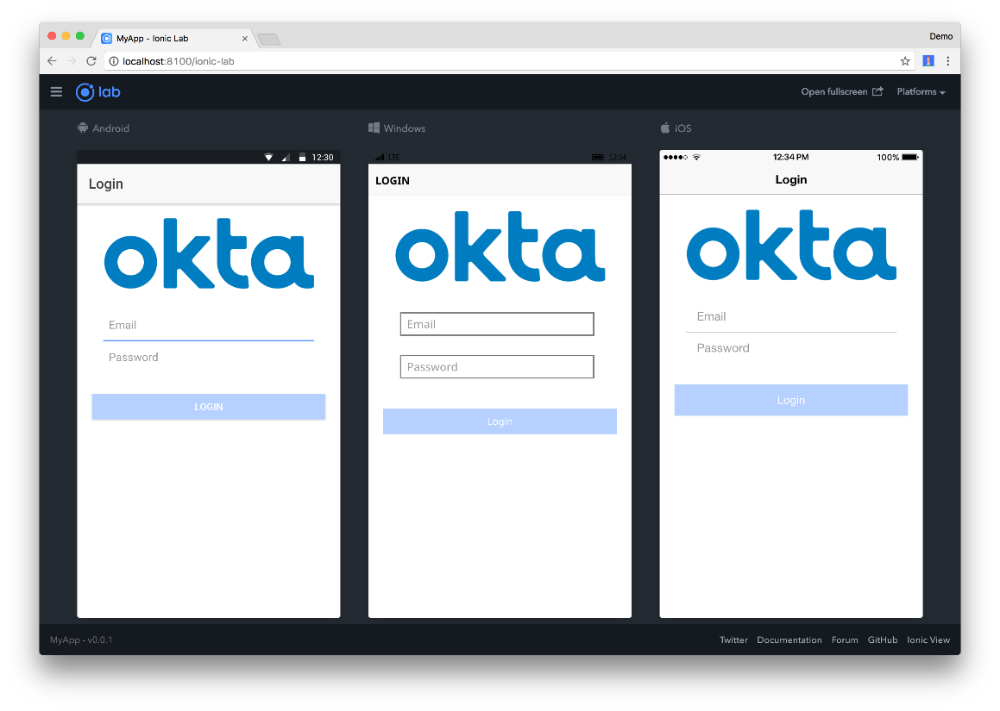 MyApp - Ionic Lab
Demo
localhost:8100/ionic-lab
lab
Open fullscreen
Platforms
Android
Windows
iOS
12:30
Login
okta
Email
Password
LOGIN
LTE
12:34
LOGIN
okta
Email
Password
Login
12:34 PM
100%
Login
okta
Email
Password
Login
MyApp - v0.0.1
Twitter Documentation Forum GitHub Ionic View